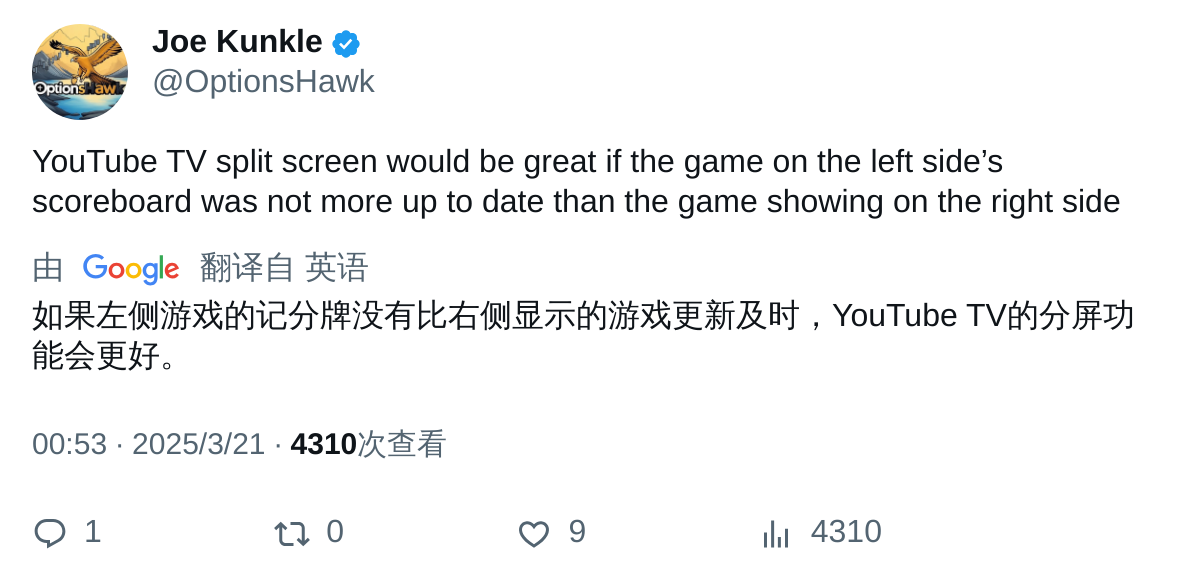 Joe Kunkle
@OptionsHawk
OptionsHawk
YouTube TV split screen would be great if the game on the left side’s
scoreboard was not more up to date than the game showing on the right side
由 Google 翻译自 英语
如果左侧游戏的记分牌没有比右侧显示的游戏更新及时，YouTube TV的分屏功
能会更好。
00:53 · 2025/3/21 · 4310次查看
1 0 9 4310